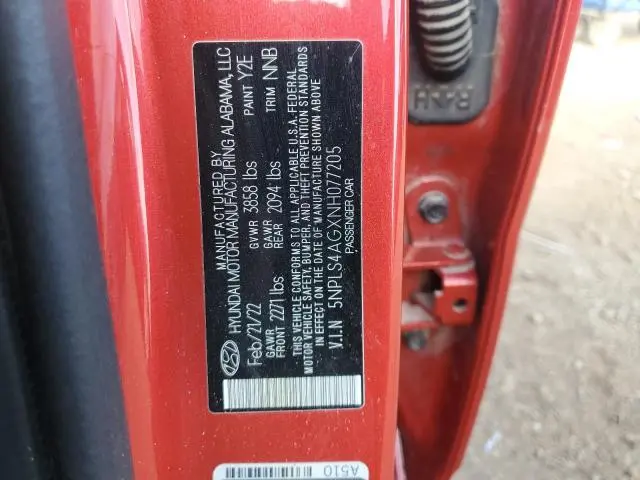 MANUFACTURED BY
HYUNDAI MOTOR MANUFACTURING ALABAMA, LLC
Feb/21/22 GVWR 3858 lbs PAINT Y2E
GAWR FRONT 2271 lbs GAWR REAR 2094 lbs TRIM NNB
THIS VEHICLE CONFORMS TO ALL APPLICABLE U.S.A. FEDERAL
MOTOR VEHICLE SAFETY, BUMPER, AND THEFT PREVENTION STANDARDS
IN EFFECT ON THE DATE OF MANUFACTURE SHOWN ABOVE
V.I.N 5NPLS4AGXNH077205
PASSENGER CAR
A510